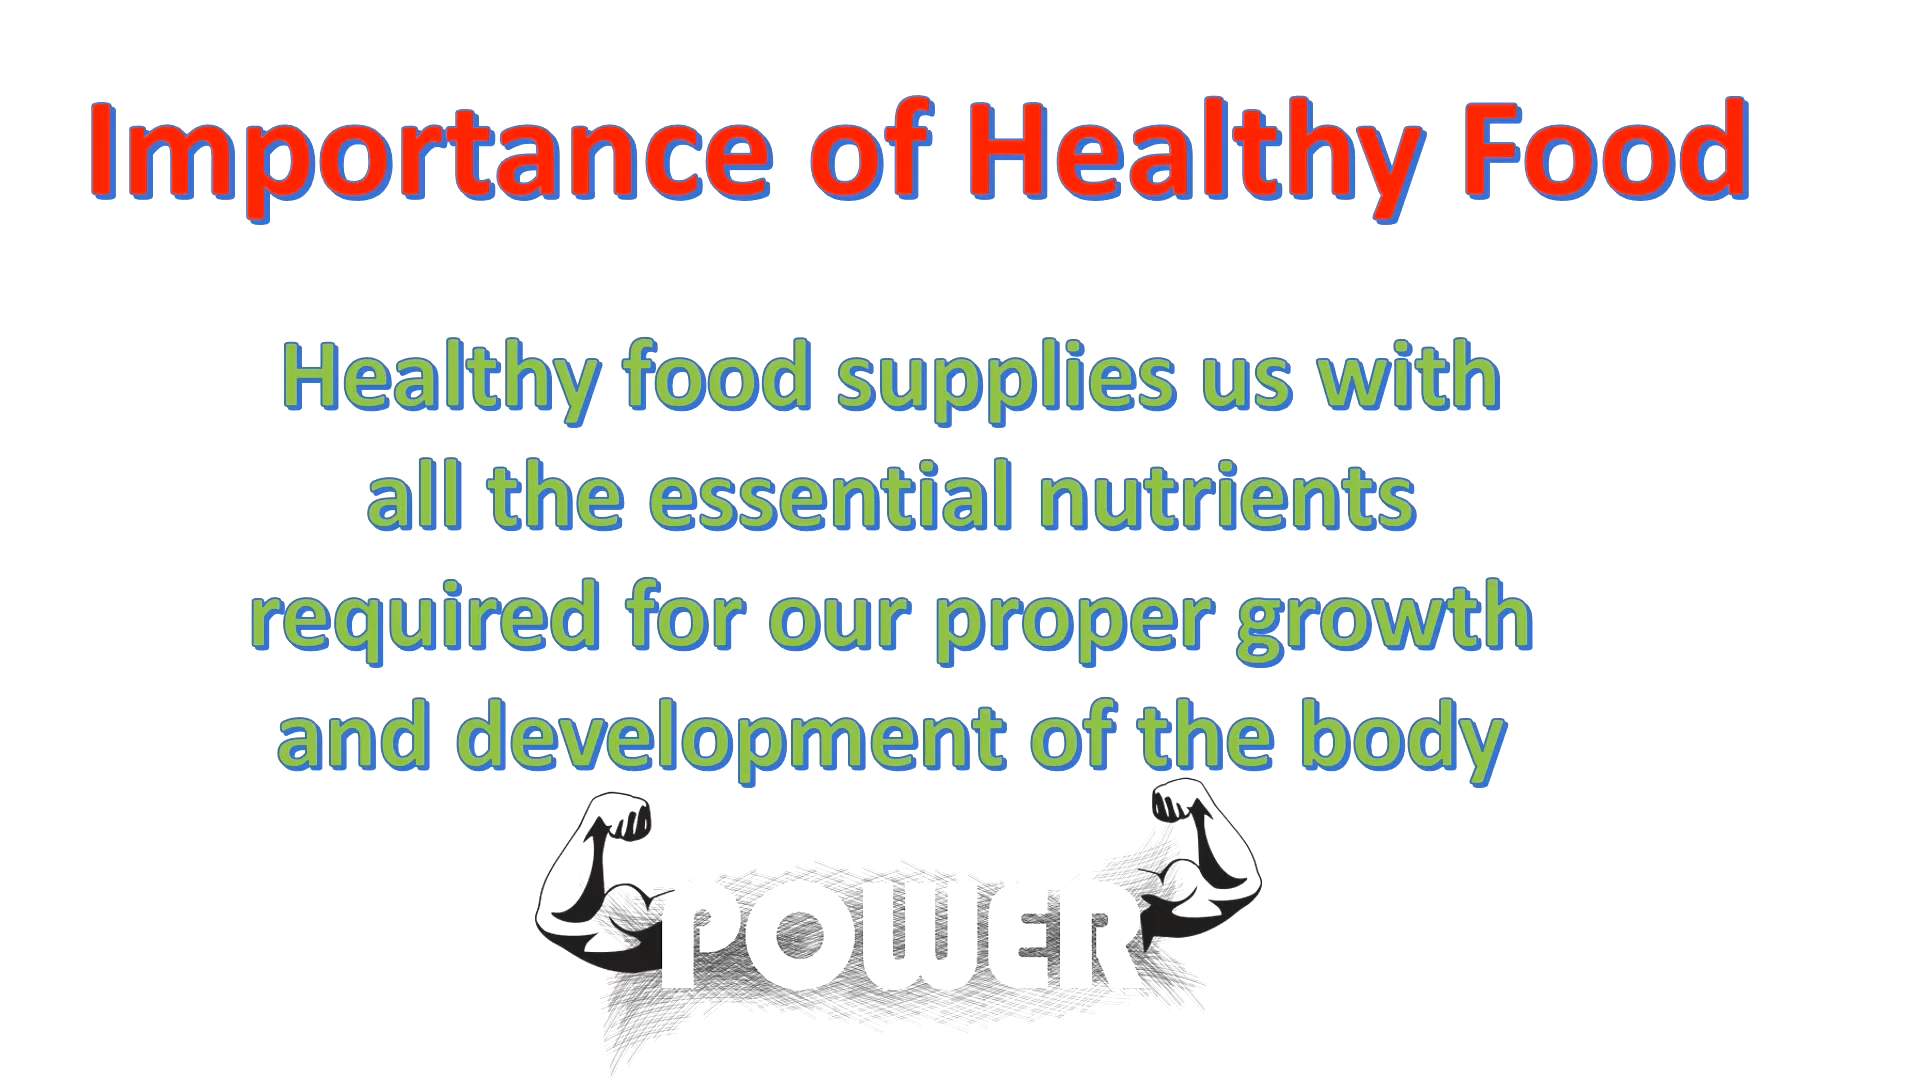 Importance of Healthy Food
Healthy food supplies us with
all the essential nutrients
required for our proper growth
and development of the body
POWER